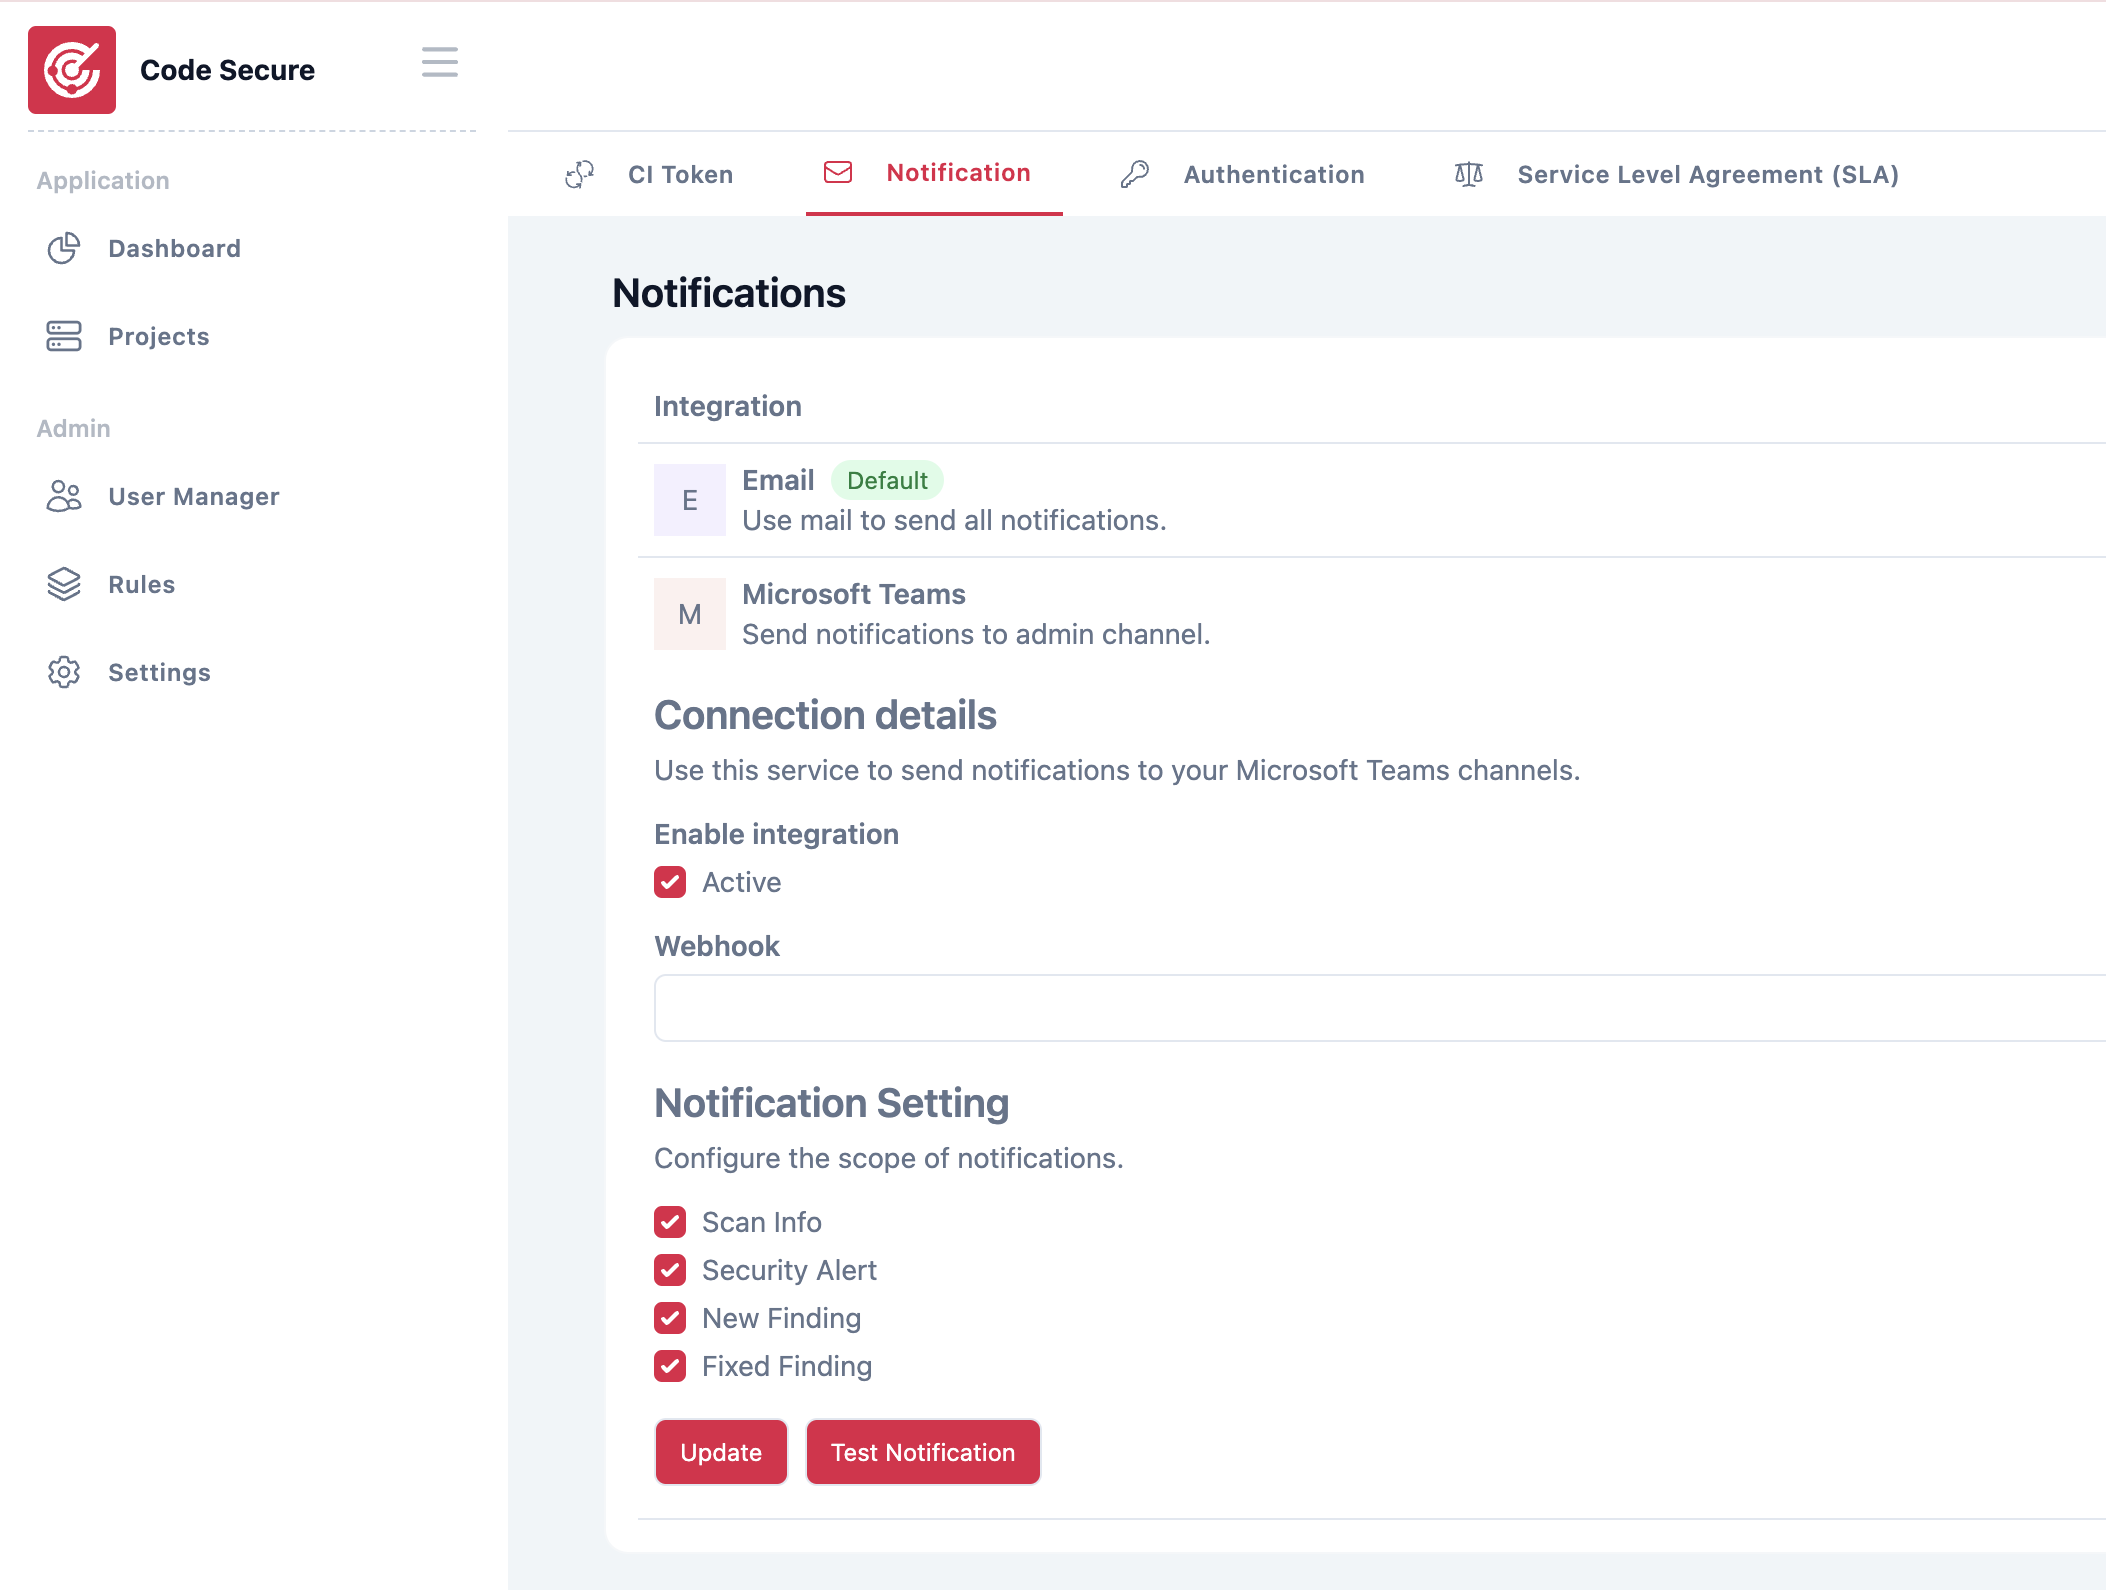 Code Secure
Application
Dashboard
Projects
Admin
User Manager
Rules
Settings
CI Token
Notification
Authentication
Service Level Agreement (SLA)
Notifications
Integration
E
Email
Default
Use mail to send all notifications.
M
Microsoft Teams
Send notifications to admin channel.
Connection details
Use this service to send notifications to your Microsoft Teams channels.
Enable integration
Active
Webhook
Notification Setting
Configure the scope of notifications.
Scan Info
Security Alert
New Finding
Fixed Finding
Update
Test Notification